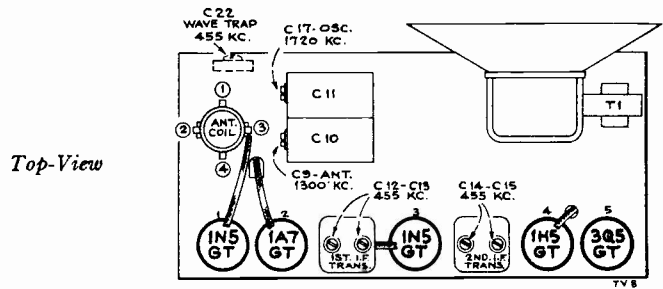 C22
WAVE TRAP
455 KC.
C17-OSC.
1720 KC.
C11
T1
1
ANT.
COIL
2
3
4
C10
Top-View
C9-ANT.
1300 KC.
C12-C13
455 KC.
C14-C15
455 KC.
1
1N5
GT
2
1A7
GT
1ST. I.F.
TRANS.
3
1N5
GT
2ND. I.F.
TRANS.
4
1H5
GT
5
3Q5
GT
TV8